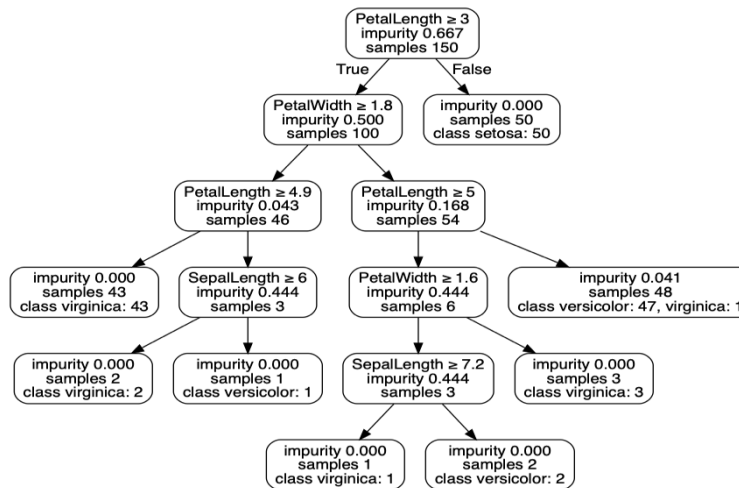 PetalLength ≥ 3
impurity 0.667
samples 150
True
False
PetalWidth ≥ 1.8
impurity 0.500
samples 100
impurity 0.000
samples 50
class setosa: 50
PetalLength ≥ 4.9
impurity 0.043
samples 46
PetalLength ≥ 5
impurity 0.168
samples 54
impurity 0.000
samples 43
class virginica: 43
SepalLength ≥ 6
impurity 0.444
samples 3
PetalWidth ≥ 1.6
impurity 0.444
samples 6
impurity 0.041
samples 48
class versicolor: 47, virginica: 1
impurity 0.000
samples 2
class virginica: 2
impurity 0.000
samples 1
class versicolor: 1
SepalLength ≥ 7.2
impurity 0.444
samples 3
impurity 0.000
samples 3
class virginica: 3
impurity 0.000
samples 1
class virginica: 1
impurity 0.000
samples 2
class versicolor: 2